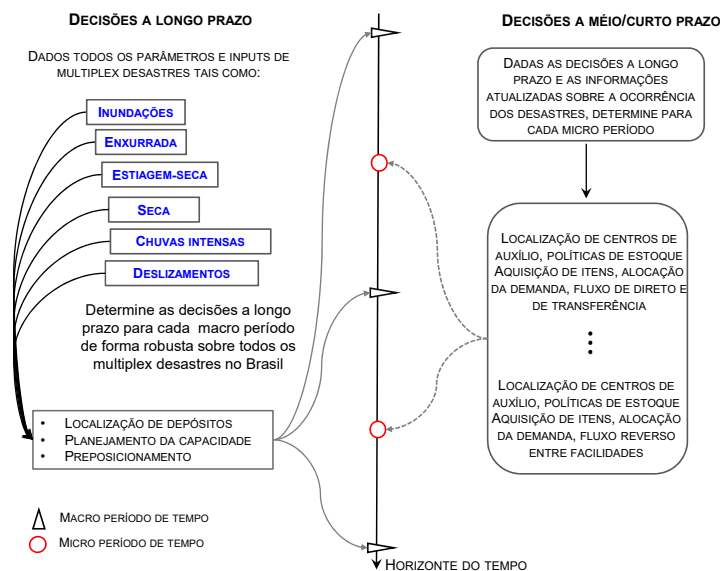 DECISÕES A LONGO PRAZO
DADOS TODOS OS PARÂMETROS E INPUTS DE
MULTIPLEX DESASTRES TAIS COMO:
INUNDAÇÕES
ENXURRADA
ESTIAGEM-SECA
SECA
CHUVAS INTENSAS
DESLIZAMENTOS
Determine as decisões a longo
prazo para cada macro período
de forma robusta sobre todos os
multiplex desastres no Brasil
• LOCALIZAÇÃO DE DEPÓSITOS
• PLANEJAMENTO DA CAPACIDADE
• PREPOSICIONAMENTO
MACRO PERÍODO DE TEMPO
MICRO PERÍODO DE TEMPO
HORIZONTE DO TEMPO
DECISÕES A MÉIO/CURTO PRAZO
DADAS AS DECISÕES A LONGO
PRAZO E AS INFORMAÇÕES
ATUALIZADAS SOBRE A OCORRÊNCIA
DOS DESASTRES, DETERMINE PARA
CADA MICRO PERÍODO
LOCALIZAÇÃO DE CENTROS DE
AUXÍLIO, POLÍTICAS DE ESTOQUE
AQUISIÇÃO DE ITENS, ALOCAÇÃO
DA DEMANDA, FLUXO DE DIRETO E
DE TRANSFERÊNCIA
LOCALIZAÇÃO DE CENTROS DE
AUXÍLIO, POLÍTICAS DE ESTOQUE
AQUISIÇÃO DE ITENS, ALOCAÇÃO
DA DEMANDA, FLUXO REVERSO
ENTRE FACILIDADES